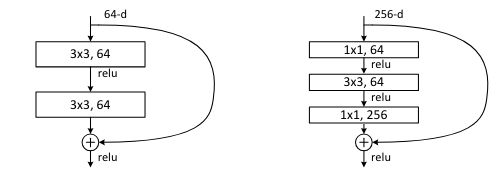 64-d
3x3, 64
relu
3x3, 64
relu
256-d
1x1, 64
relu
3x3, 64
relu
1x1, 256
relu